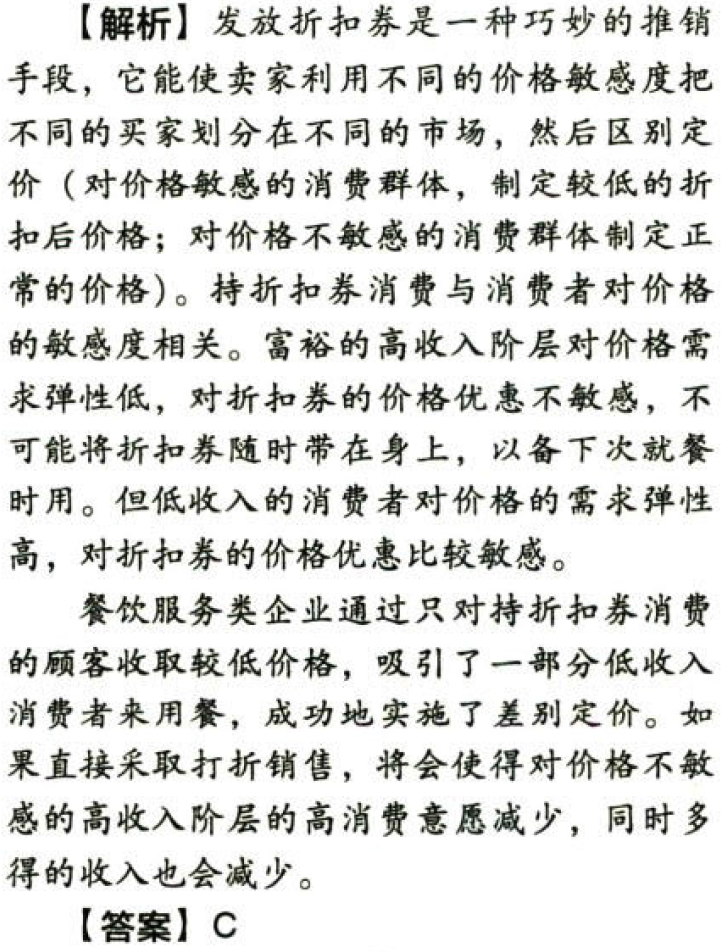 【解析】发放折扣券是一种巧妙的推销
手段，它能使卖家利用不同的价格敏感度把
不同的买家划分在不同的市场，然后区别定
价（对价格敏感的消费群体，制定较低的折
扣后价格；对价格不敏感的消费群体制定正
常的价格）。持折扣券消费与消费者对价格
的敏感度相关。富裕的高收入阶层对价格需
求弹性低，对折扣券的价格优惠不敏感，不
可能将折扣券随时带在身上，以备下次就餐
时用。但低收入的消费者对价格的需求弹性
高，对折扣券的价格优惠比较敏感。
餐饮服务类企业通过只对持折扣券消费
的顾客收取较低价格，吸引了一部分低收入
消费者来用餐，成功地实施了差别定价。如
果直接采取打折销售，将会使得对价格不敏
感的高收入阶层的高消费意愿减少，同时多
得的收入也会减少。
【答案】C